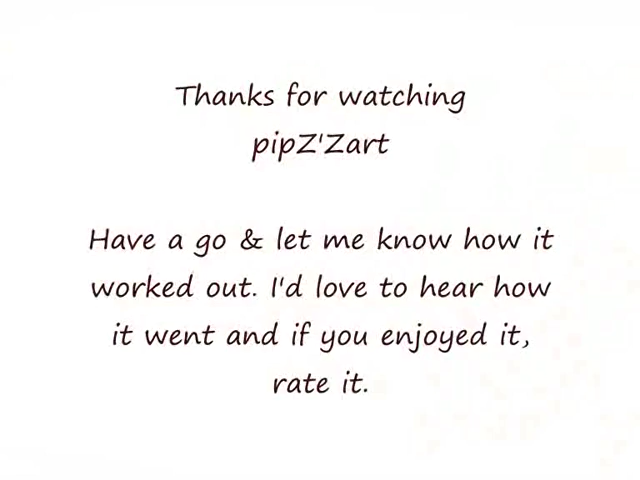 Thanks for watching
pipZ'Zart
Have a go & let me know how it
worked out. I'd love to hear how
it went and if you enjoyed it,
rate it.